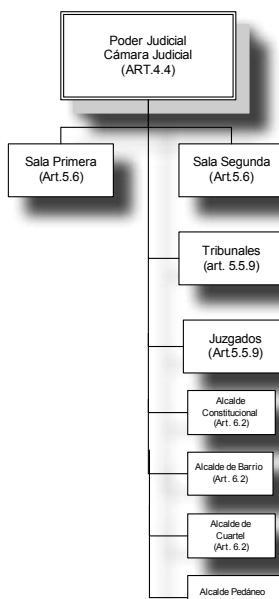 Poder Judicial
Cámara Judicial
(ART.4.4)
Sala Primera
(Art.5.6)
Sala Segunda
(Art.5.6)
Tribunales
(art. 5.5.9)
Juzgados
(Art.5.5.9)
Alcalde
Constitucional
(Art. 6.2)
Alcalde de Barrio
(Art. 6.2)
Alcalde de
Cuartel
(Art. 6.2)
Alcalde Pedáneo